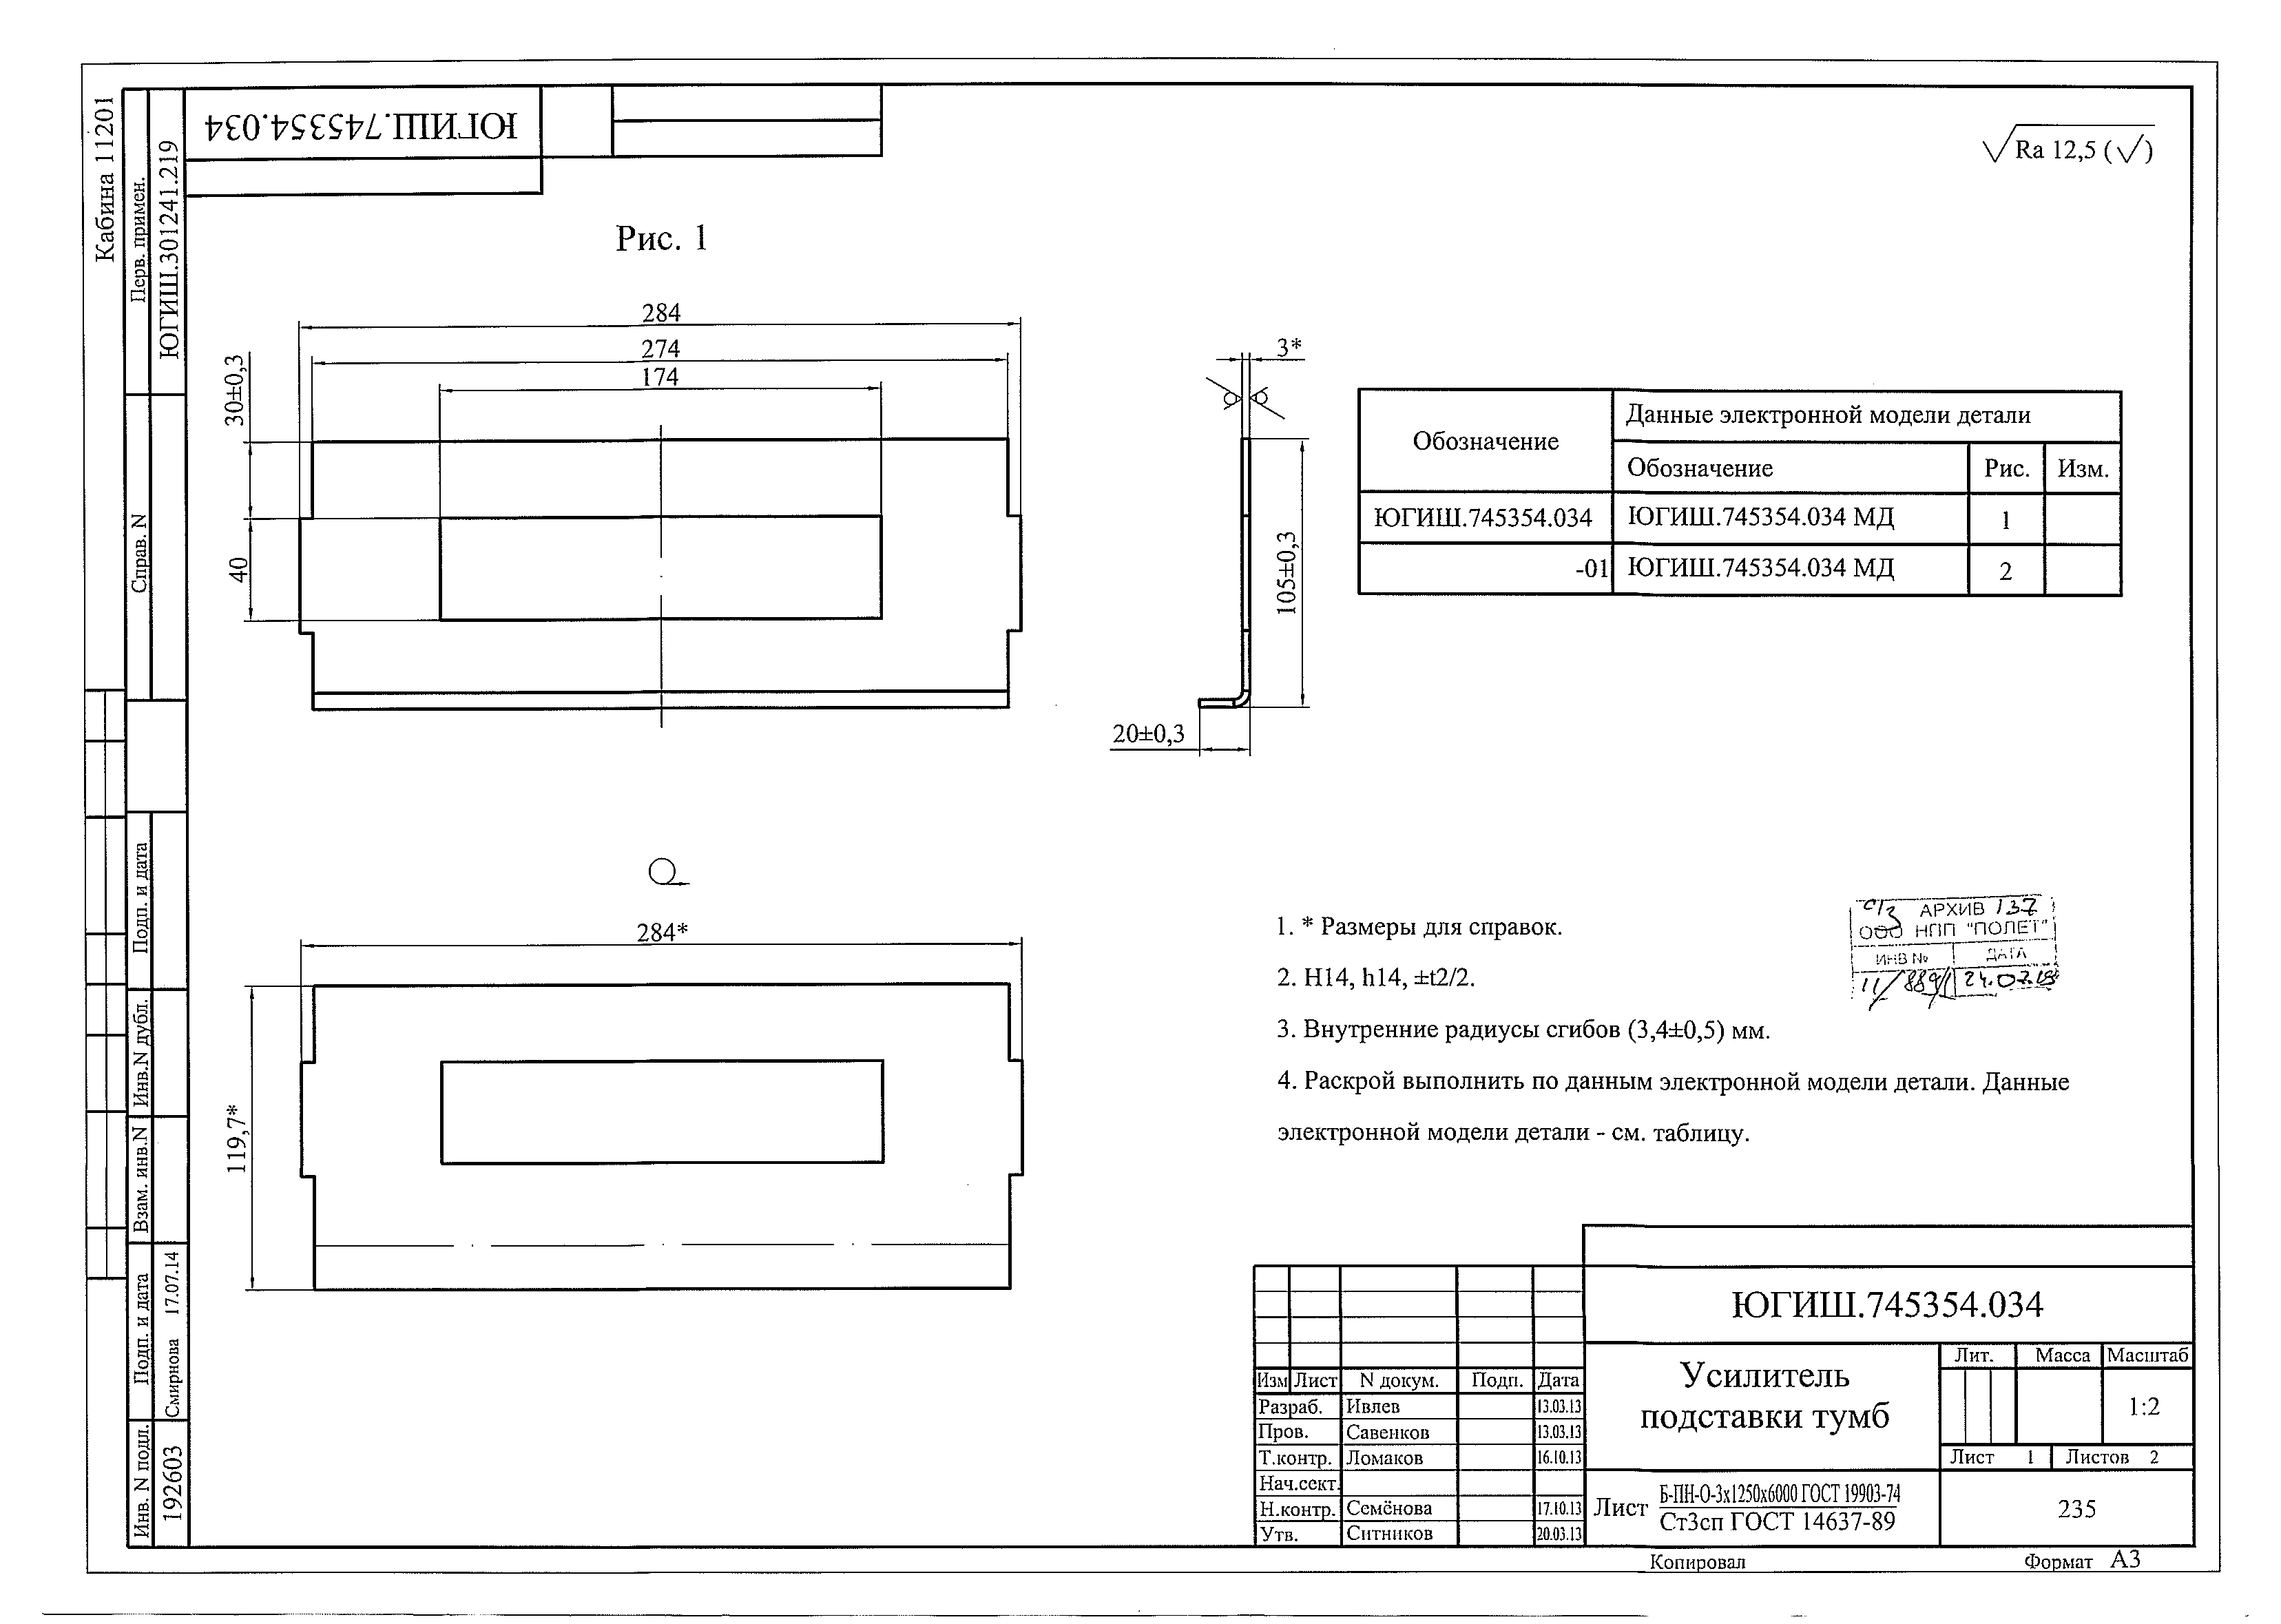 Кабина 11201
Перв. примен.
ЮГИШ.301241.219
Справ. N
Подп. и дата
Инв.N дубл.
Взам. инв.N
Подп. и дата
Смирнова 17.07.14
Инв. N подл.
192603
ЮГИШ.745354.034
Ra 12,5 ( )
Рис. 1
284
274
174
30±0,3
40
3*
105±0,3
20±0,3
Обозначение
Данные электронной модели детали
Обозначение Рис. Изм.
ЮГИШ.745354.034 ЮГИШ.745354.034 МД 1
-01 ЮГИШ.745354.034 МД 2
284*
119,7*
1. * Размеры для справок.
2. H14, h14, ±t2/2.
3. Внутренние радиусы сгибов (3,4±0,5) мм.
4. Раскрой выполнить по данным электронной модели детали. Данные
электронной модели детали - см. таблицу.
АРХИВ 137
ООО НПП "ПОЛЕТ"
ИНВ № ДАТА
11/889/1 24.07.18
ЮГИШ.745354.034
Усилитель
подставки тумб
Лит. Масса Масштаб
1:2
Лист 1 Листов 2
Изм Лист N докум. Подп. Дата
Разраб. Ивлев 13.03.13
Пров. Савенков 13.03.13
Т.контр. Ломаков 16.10.13
Нач.сект.
Н.контр. Семёнова 17.10.13
Утв. Ситников 20.03.13
Лист Б-ПН-О-3х1250х6000 ГОСТ 19903-74
Ст3сп ГОСТ 14637-89
235
Копировал
Формат А3